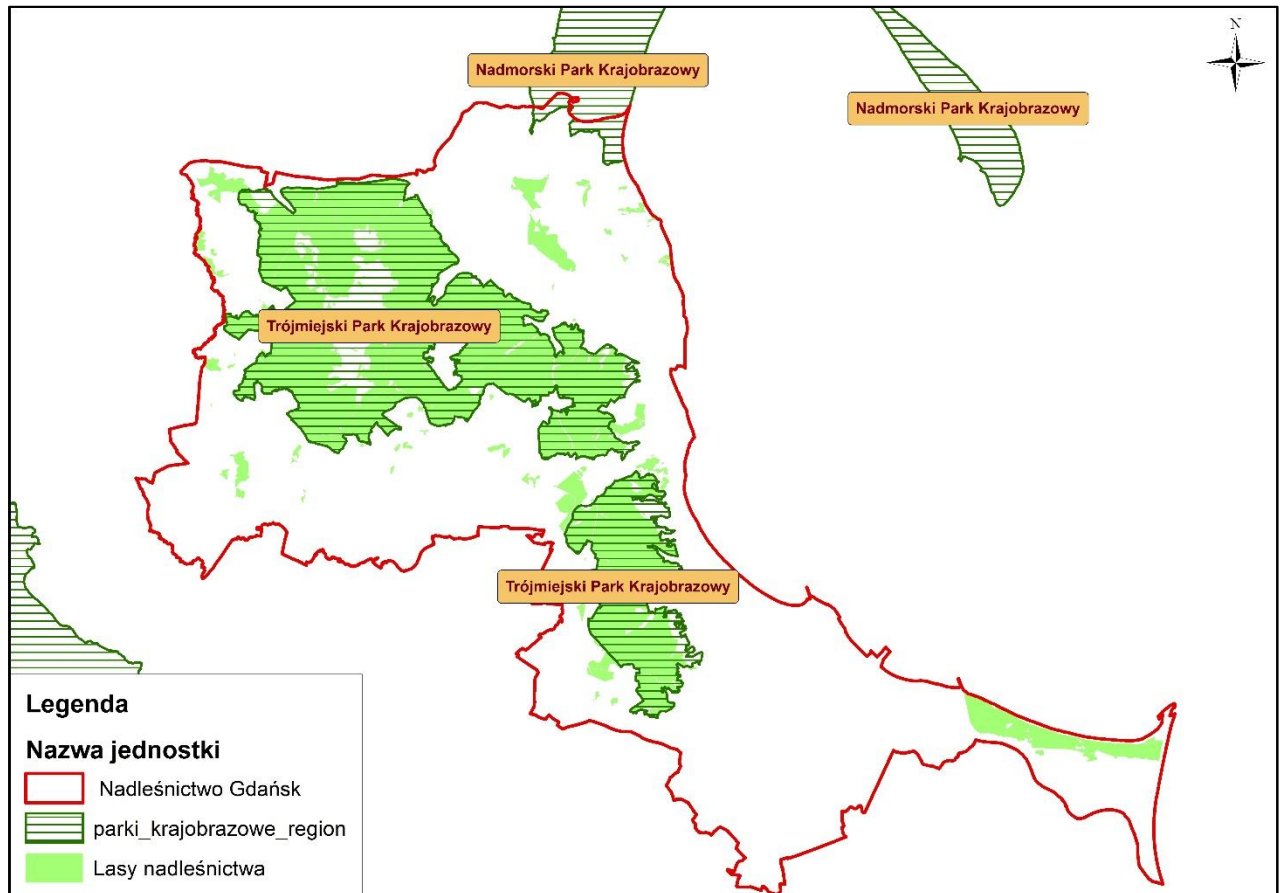 N
Nadmorski Park Krajobrazowy
Nadmorski Park Krajobrazowy
Trójmiejski Park Krajobrazowy
Trójmiejski Park Krajobrazowy
Legenda
Nazwa jednostki
Nadleśnictwo Gdańsk
parki_krajobrazowe_region
Lasy nadleśnictwa